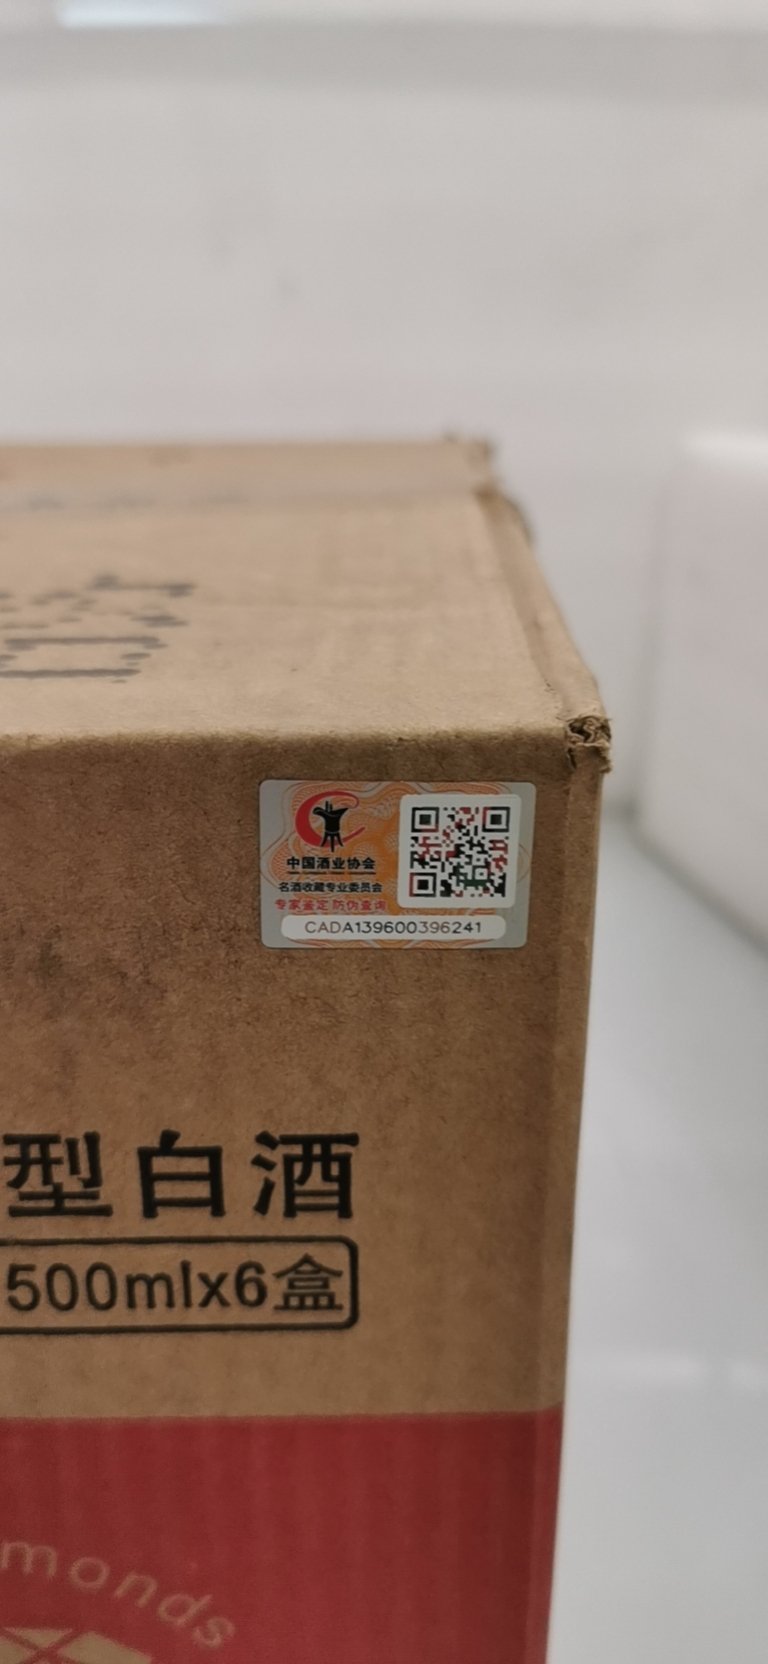 中国酒业协会
名酒收藏专业委员会
专家鉴定 防伪查询
CADA139600396241
型白酒
500mlx6盒
monds